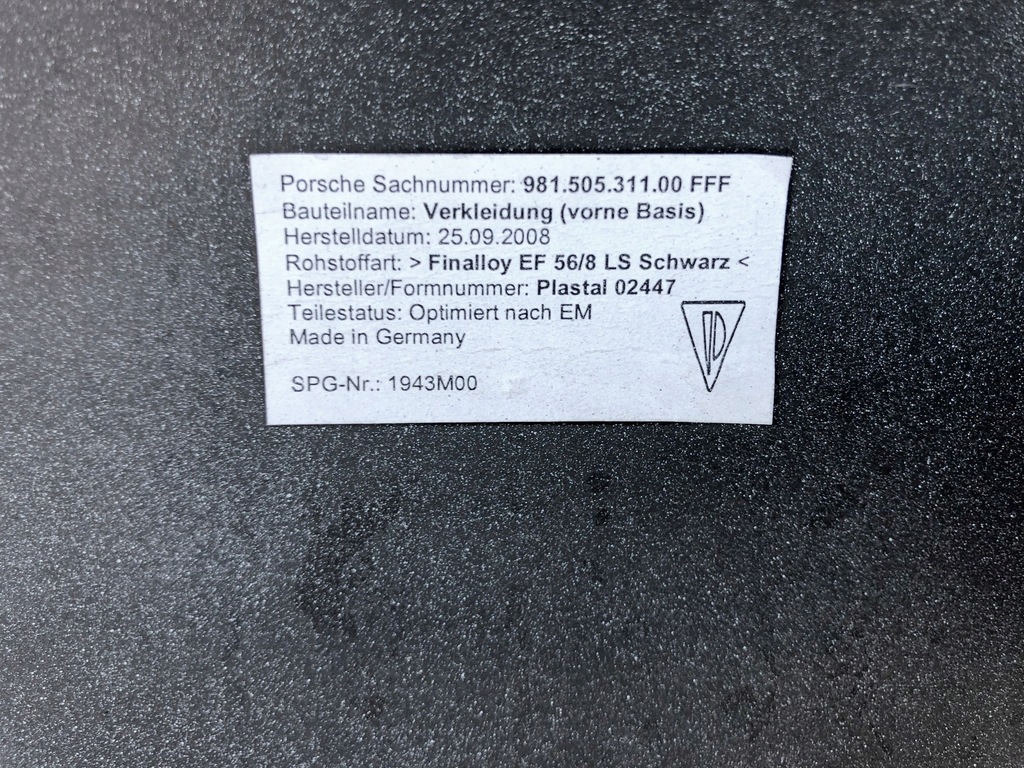 Porsche Sachnummer: 981.505.311.00 FFF
Bauteilname: Verkleidung (vorne Basis)
Herstelldatum: 25.09.2008
Rohstoffart: > Finalloy EF 56/8 LS Schwarz <
Hersteller/Formnummer: Plastal 02447
Teilestatus: Optimiert nach EM
Made in Germany
SPG-Nr.: 1943M00